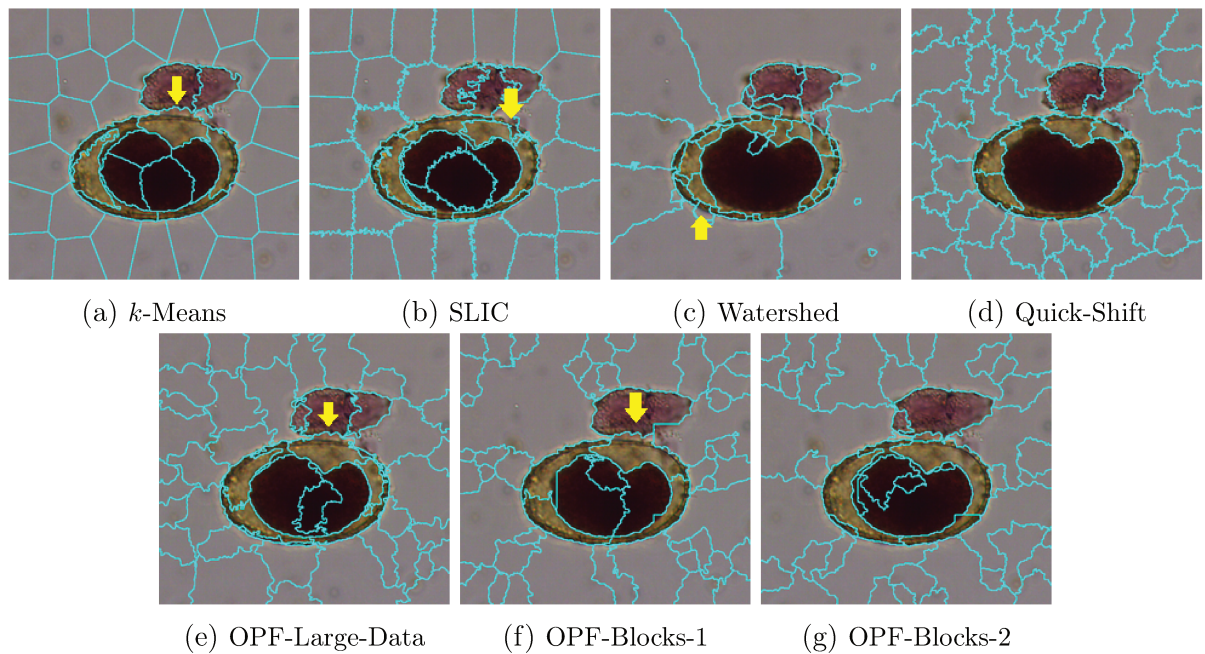 (a) k-Means
(b) SLIC
(c) Watershed
(d) Quick-Shift
(e) OPF-Large-Data
(f) OPF-Blocks-1
(g) OPF-Blocks-2